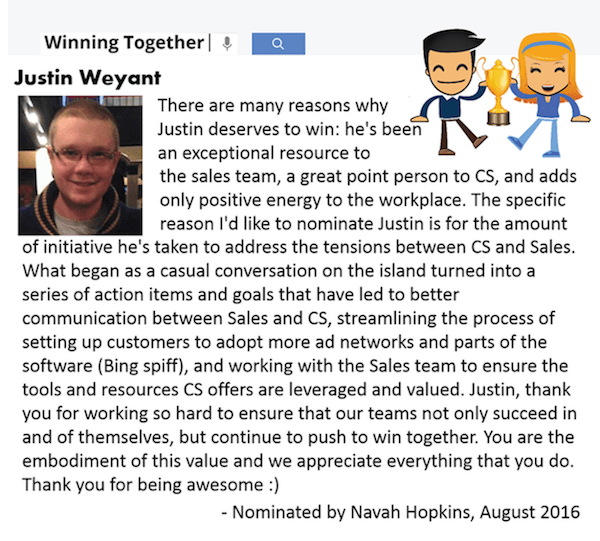 Winning Together|
Justin Weyant
There are many reasons why
Justin deserves to win: he's been
an exceptional resource to
the sales team, a great point person to CS, and adds
only positive energy to the workplace. The specific
reason I'd like to nominate Justin is for the amount
of initiative he's taken to address the tensions between CS and Sales.
What began as a casual conversation on the island turned into a
series of action items and goals that have led to better
communication between Sales and CS, streamlining the process of
setting up customers to adopt more ad networks and parts of the
software (Bing spiff), and working with the Sales team to ensure the
tools and resources CS offers are leveraged and valued. Justin, thank
you for working so hard to ensure that our teams not only succeed in
and of themselves, but continue to push to win together. You are the
embodiment of this value and we appreciate everything that you do.
Thank you for being awesome :)
- Nominated by Navah Hopkins, August 2016